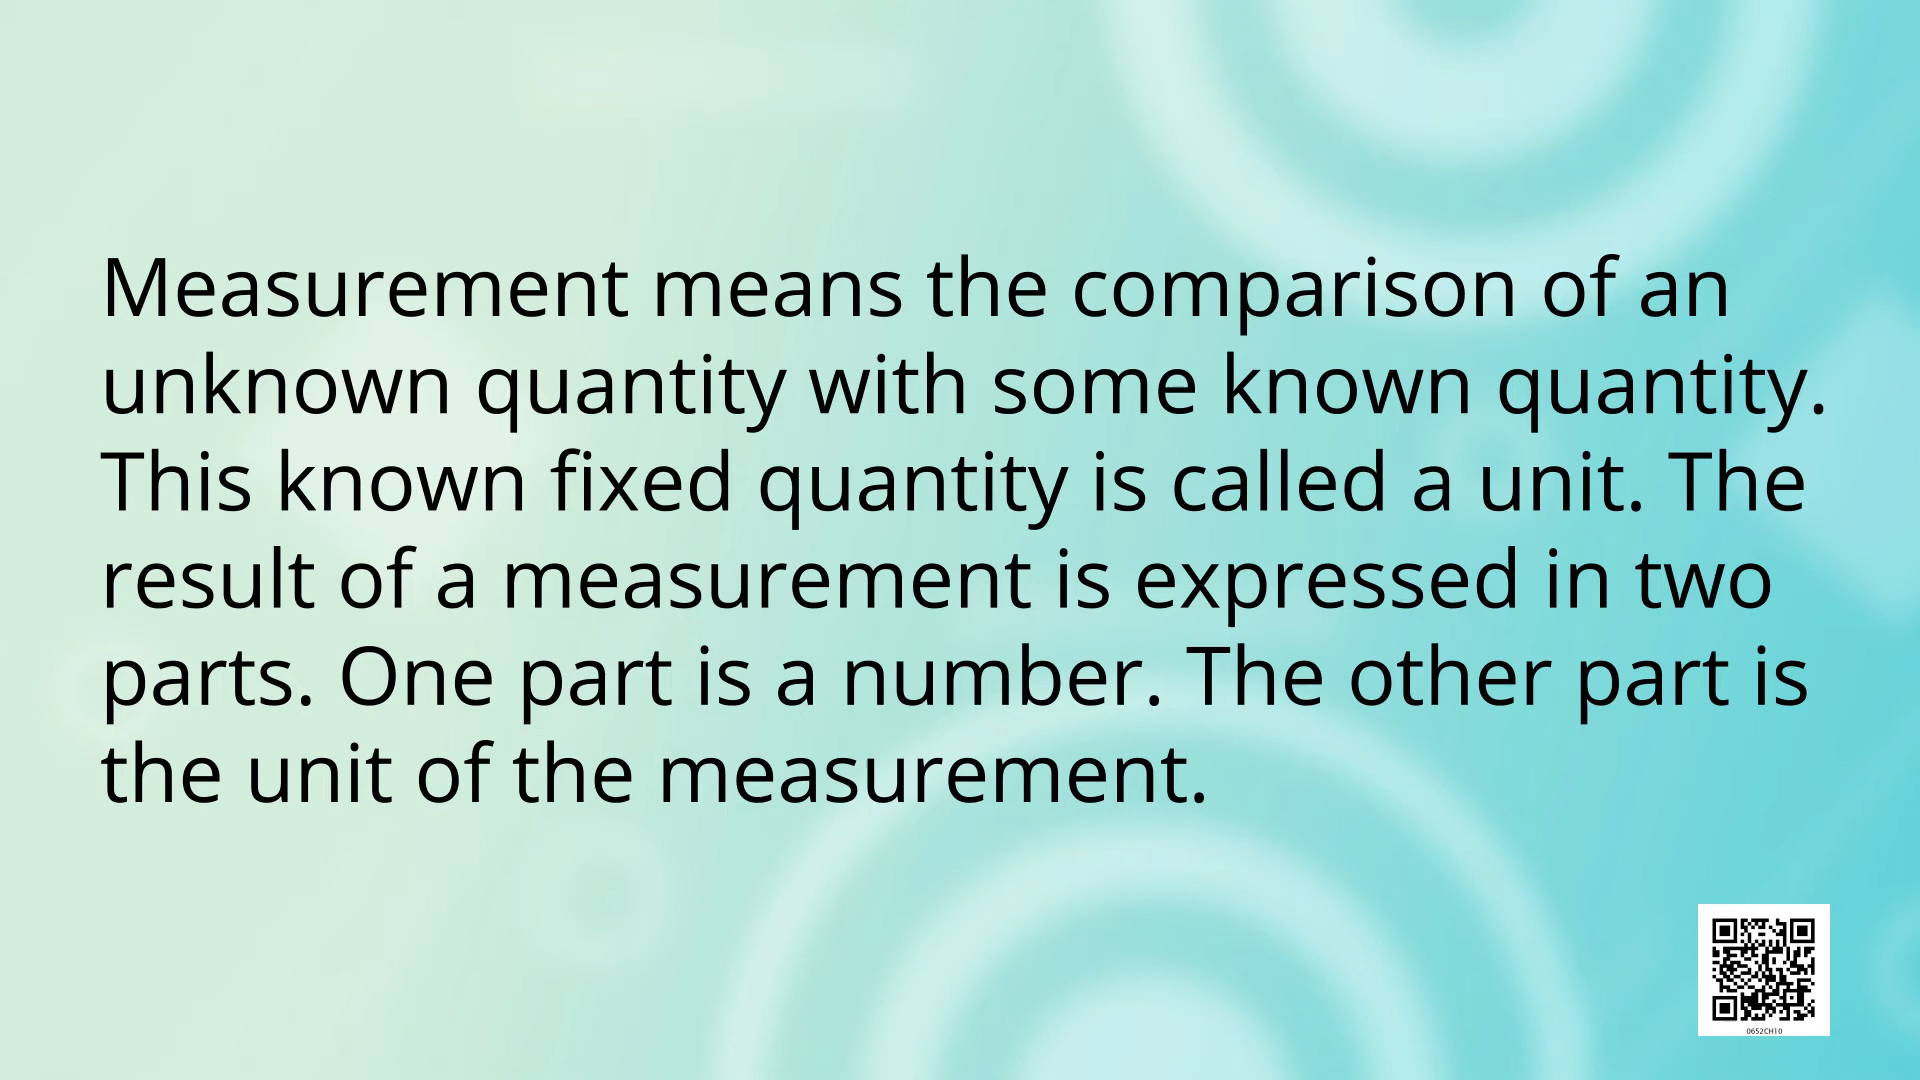 Measurement means the comparison of an
unknown quantity with some known quantity.
This known fixed quantity is called a unit. The
result of a measurement is expressed in two
parts. One part is a number. The other part is
the unit of the measurement.
0652CH10